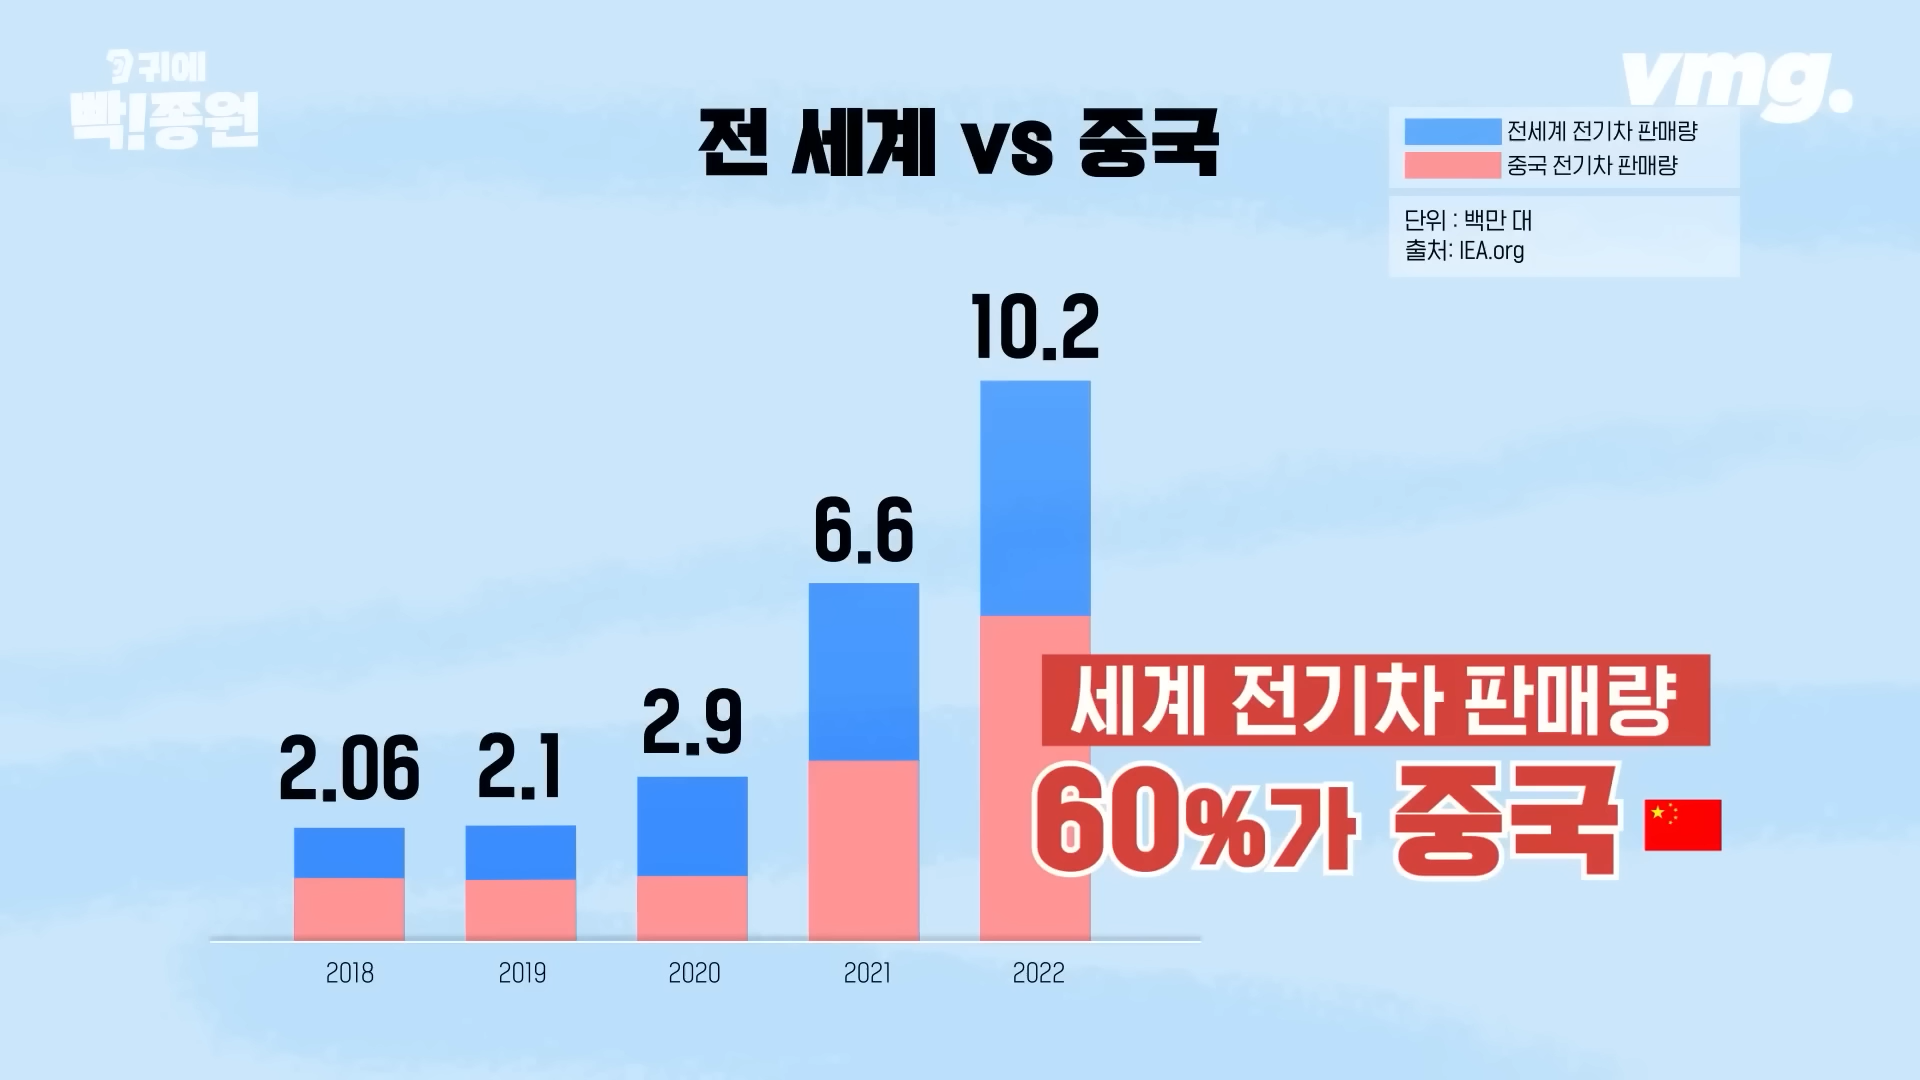 귀에
빡!종원
vmg.
전 세계 vs 중국
전세계 전기차 판매량
중국 전기차 판매량
단위 : 백만 대
출처: IEA.org
10.2
6.6
2.9
2.06
2.1
세계 전기차 판매량
60%가 중국
2018
2019
2020
2021
2022